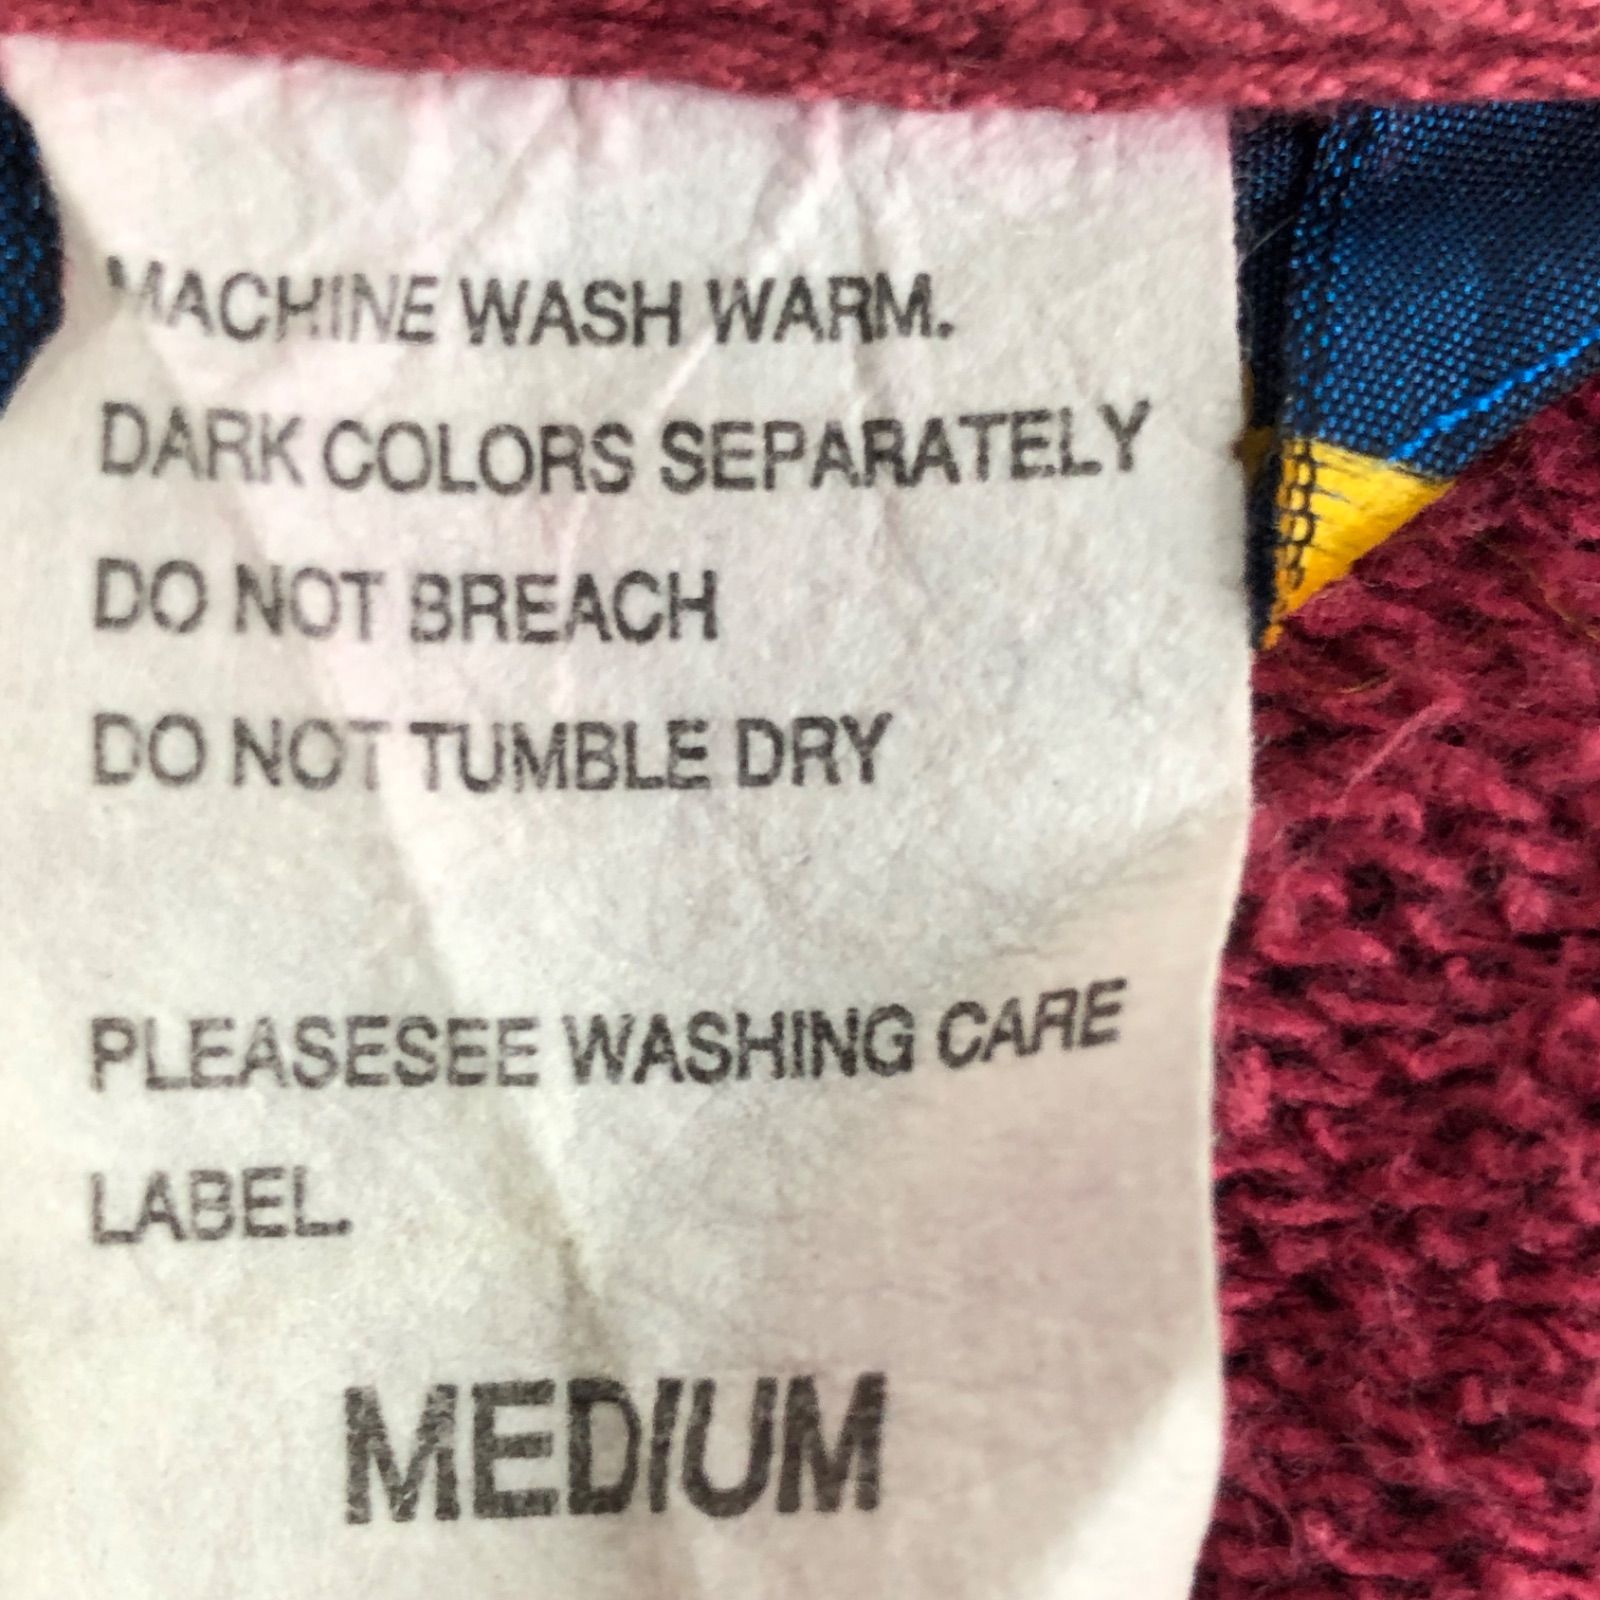 MACHINE WASH WARM.
DARK COLORS SEPARATELY
DO NOT BREACH
DO NOT TUMBLE DRY
PLEASESEE WASHING CARE
LABEL.
MEDIUM